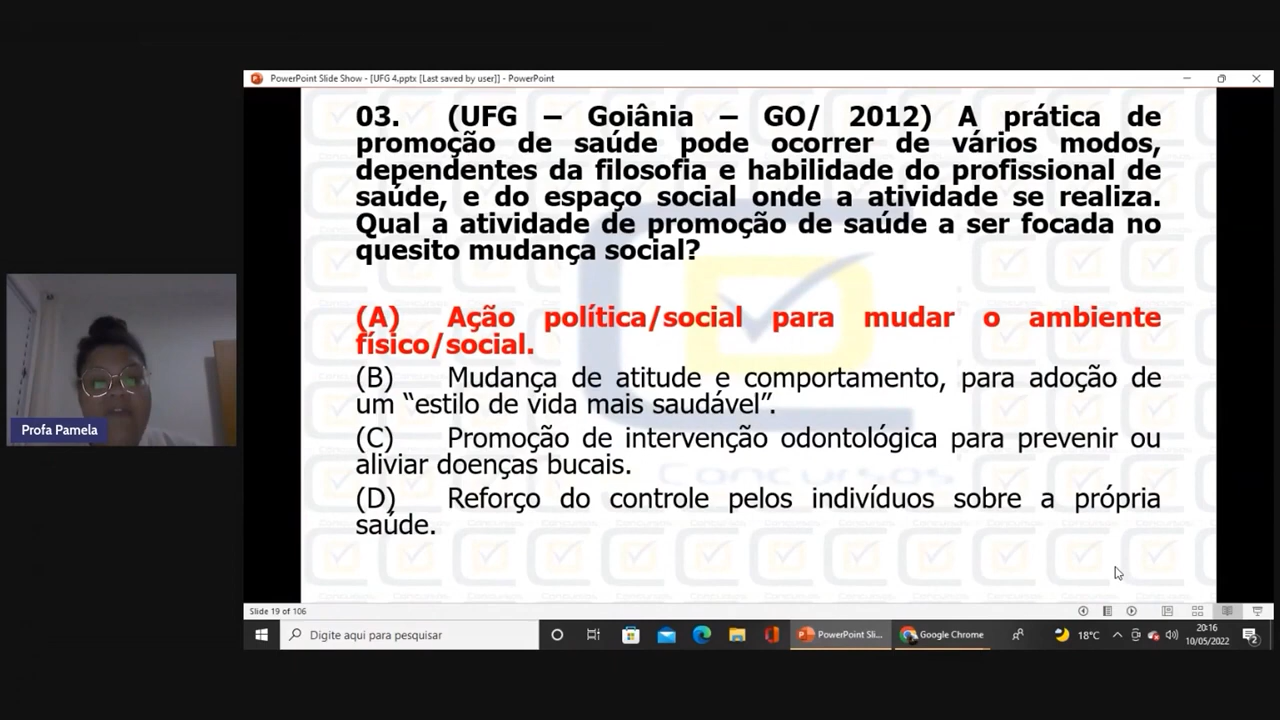 PowerPoint Slide Show - [UFG 4.pptx [Last saved by user]] - PowerPoint
03. (UFG – Goiânia – GO/ 2012) A prática de
promoção de saúde pode ocorrer de vários modos,
dependentes da filosofia e habilidade do profissional de
saúde, e do espaço social onde a atividade se realiza.
Qual a atividade de promoção de saúde a ser focada no
quesito mudança social?
(A) Ação política/social para mudar o ambiente
físico/social.
(B) Mudança de atitude e comportamento, para adoção de
um “estilo de vida mais saudável”.
(C) Promoção de intervenção odontológica para prevenir ou
aliviar doenças bucais.
(D) Reforço do controle pelos indivíduos sobre a própria
saúde.
Concursos
Profa Pamela
Slide 19 of 106
Digite aqui para pesquisar
PowerPoint Sli...
Google Chrome
18°C
20:16
10/05/2022
2